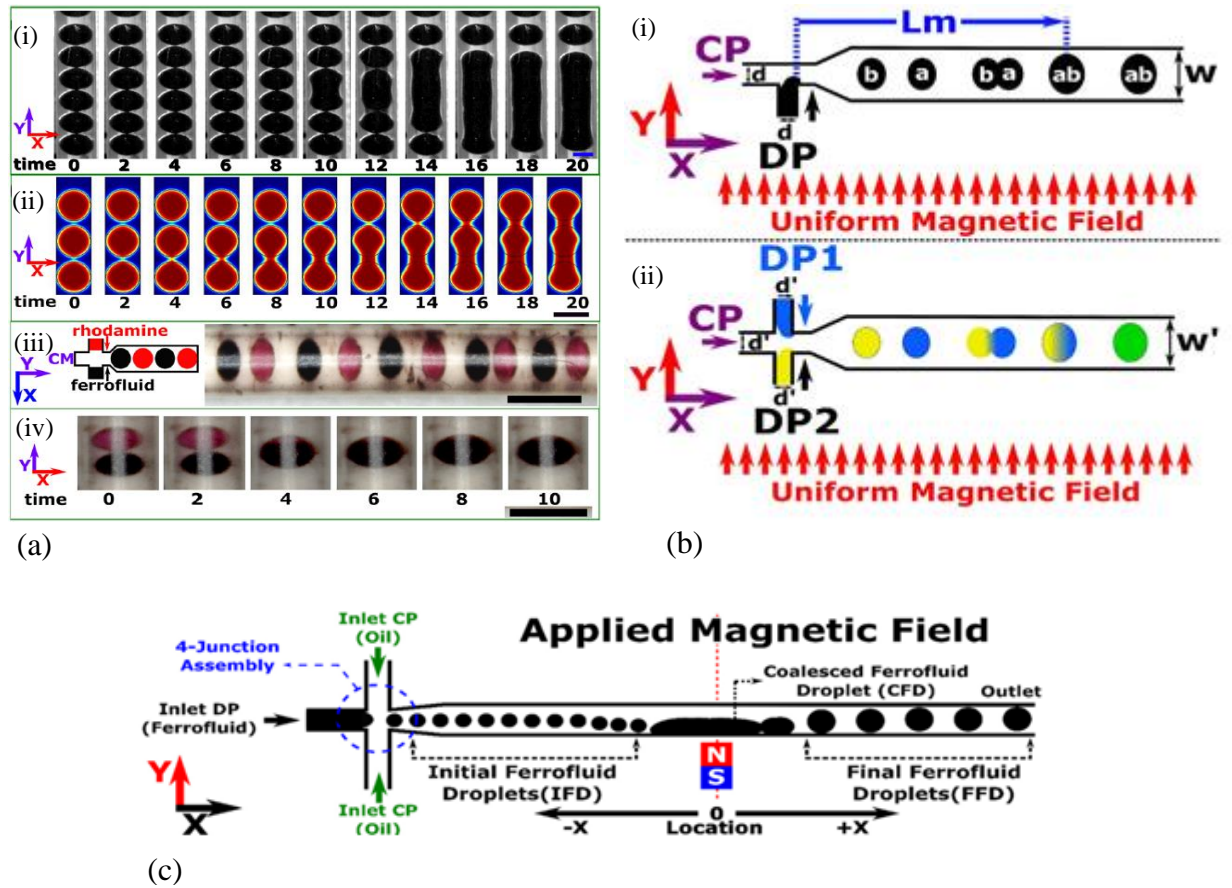 (i)
Y
X
time 0 2 4 6 8 10 12 14 16 18 20
(ii)
Y
X
time 0 2 4 6 8 10 12 14 16 18 20
(iii)
rhodamine
CM
Y
X
ferrofluid
(iv)
Y
X
time 0 2 4 6 8 10
(a)
(i)
Lm
CP
d
b a b a ab ab
W
d
Y
X
DP
Uniform Magnetic Field
(ii)
DP1
d'
CP
d'
W'
d'
Y
X
DP2
Uniform Magnetic Field
(b)
Inlet CP
(Oil)
4-Junction
Assembly
Applied Magnetic Field
Coalesced Ferrofluid
Droplet (CFD)
Outlet
Inlet DP
(Ferrofluid)
N
S
Initial Ferrofluid
Droplets(IFD)
Final Ferrofluid
Droplets(FFD)
Y
X
Inlet CP
(Oil)
0
-X Location +X
(c)